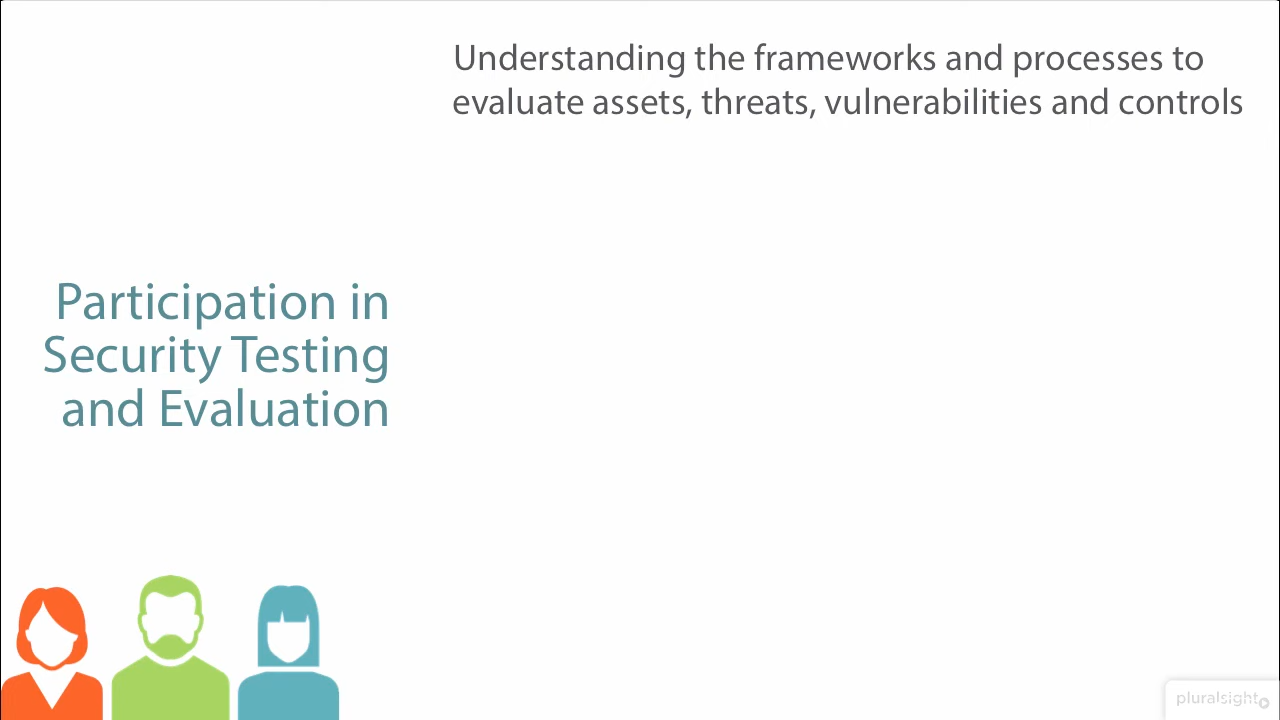 Understanding the frameworks and processes to
evaluate assets, threats, vulnerabilities and controls
Participation in
Security Testing
and Evaluation
pluralsight